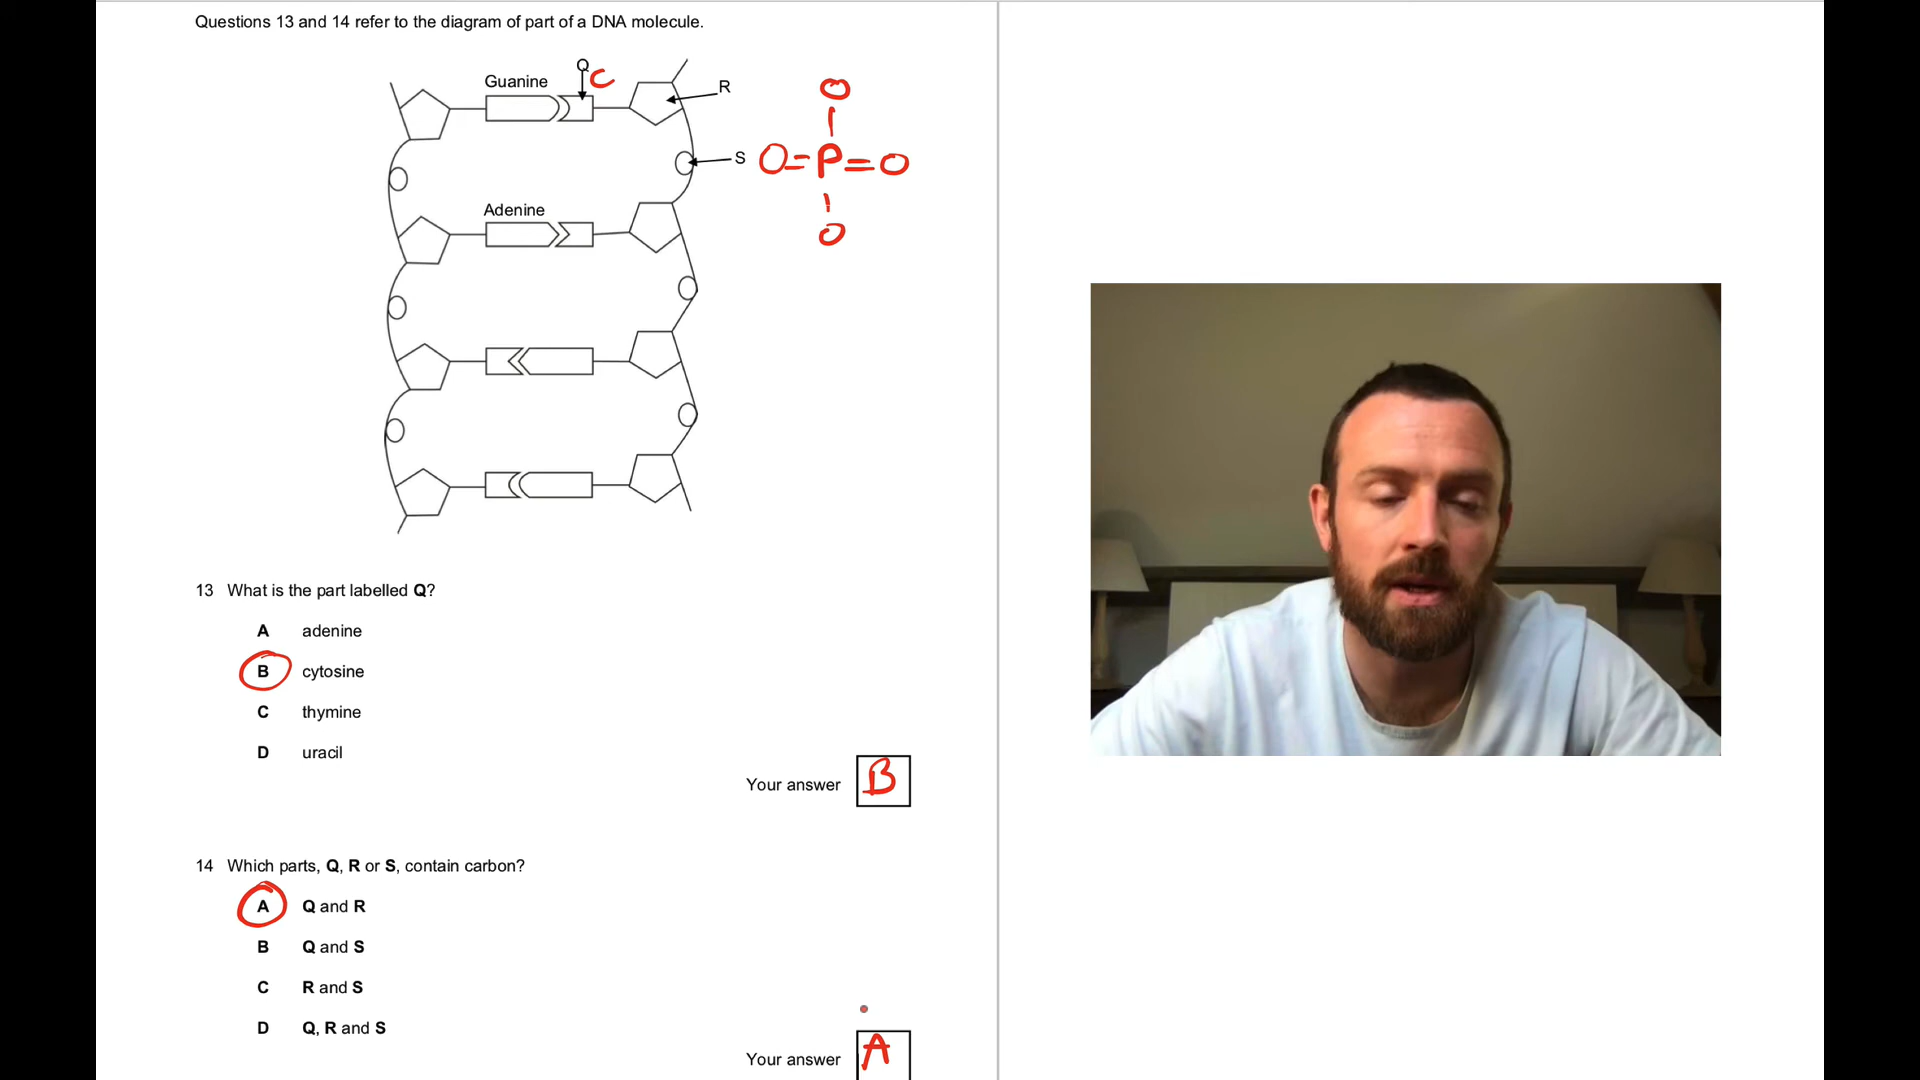 Questions 13 and 14 refer to the diagram of part of a DNA molecule.
Q
C
Guanine
R
O
S
O=P=O
O
Adenine
13 What is the part labelled Q?
A adenine
B cytosine
C thymine
D uracil
Your answer B
14 Which parts, Q, R or S, contain carbon?
A Q and R
B Q and S
C R and S
D Q, R and S
Your answer A